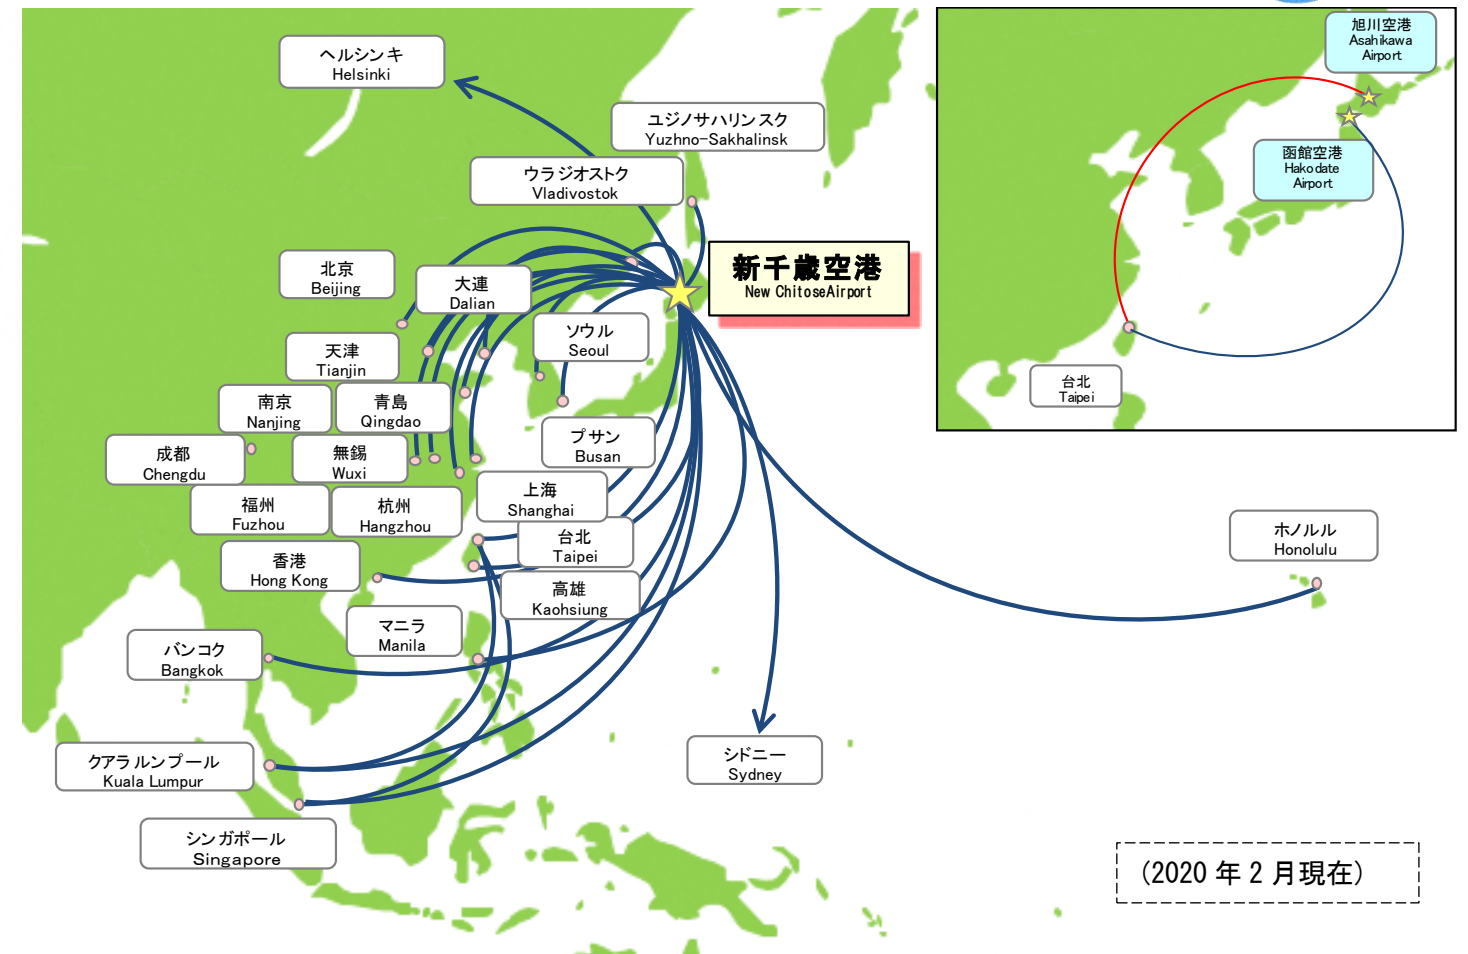 ヘルシンキ
Helsinki
ユジノサハリンスク
Yuzhno-Sakhalinsk
ウラジオストク
Vladivostok
北京
Beijing
大連
Dalian
新千歳空港
New ChitoseAirport
天津
Tianjin
ソウル
Seoul
南京
Nanjing
青島
Qingdao
成都
Chengdu
無錫
Wuxi
プサン
Busan
福州
Fuzhou
杭州
Hangzhou
上海
Shanghai
香港
Hong Kong
台北
Taipei
高雄
Kaohsiung
マニラ
Manila
バンコク
Bangkok
クアラルンプール
Kuala Lumpur
シンガポール
Singapore
シドニー
Sydney
ホノルル
Honolulu
旭川空港
Asahikawa
Airport
函館空港
Hakodate
Airport
台北
Taipei
(2020 年 2 月現在)